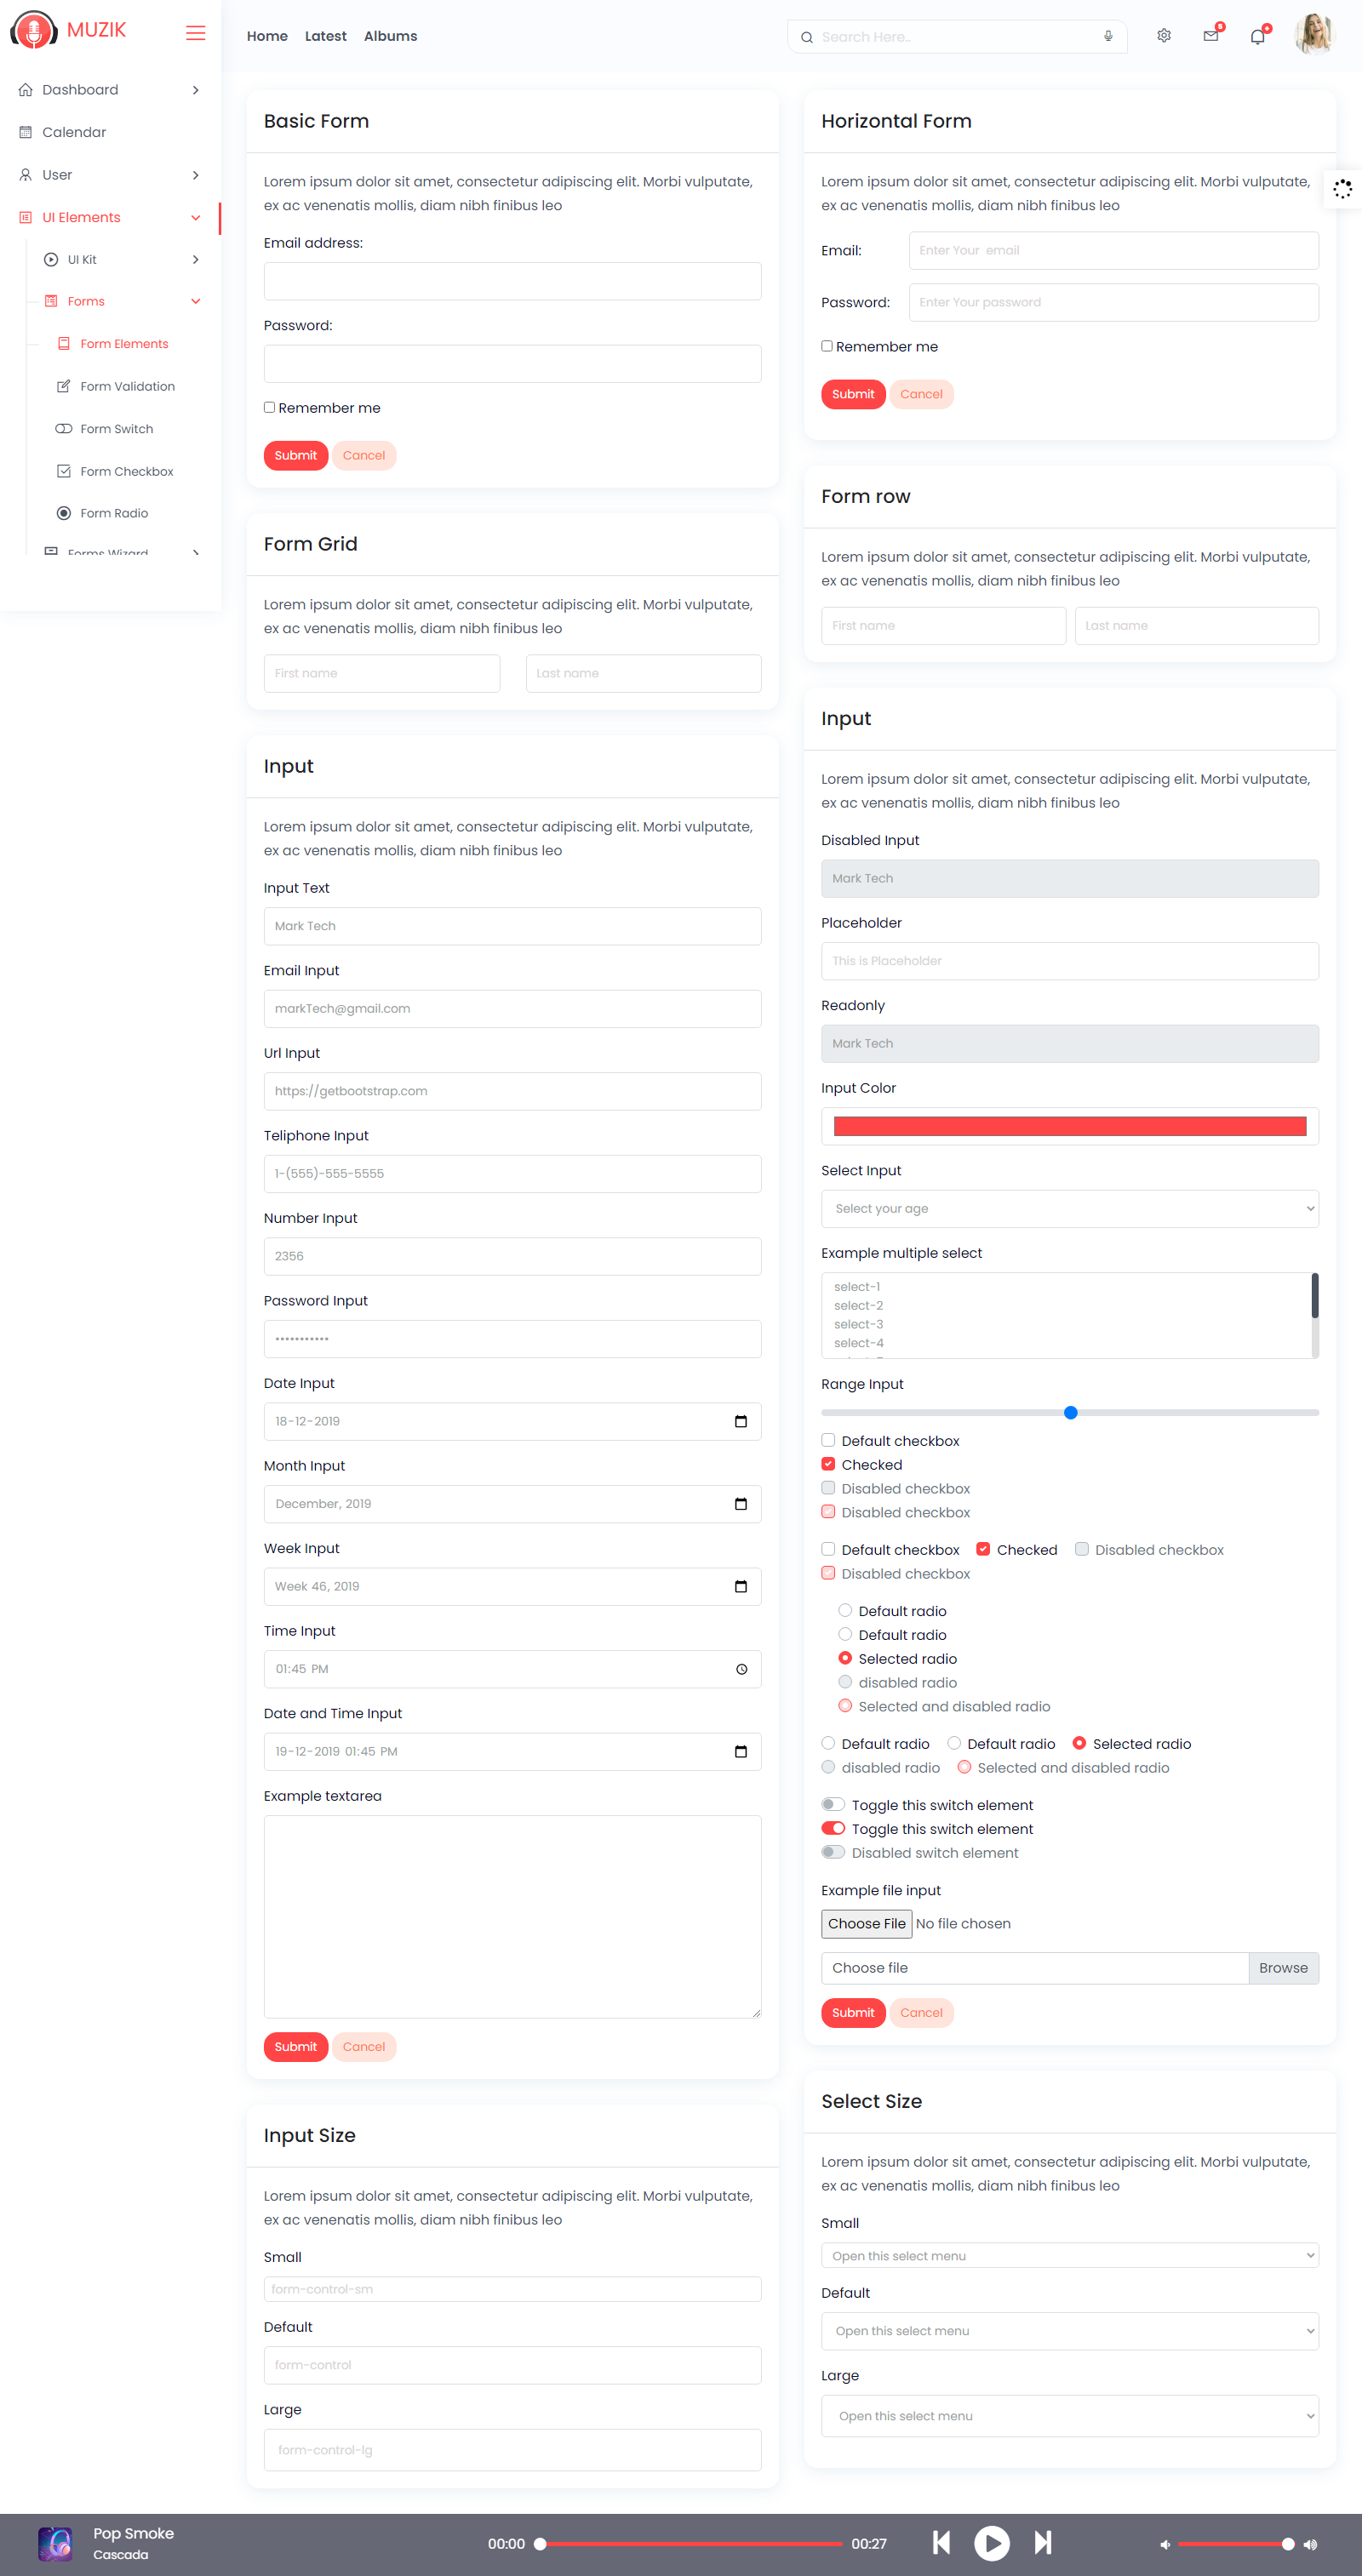 MUZIK
Dashboard
Calendar
User
UI Elements
UI Kit
Forms
Form Elements
Form Validation
Form Switch
Form Checkbox
Form Radio
Forms Wizard
Home Latest Albums
Search Here..
8
Basic Form
Lorem ipsum dolor sit amet, consectetur adipiscing elit. Morbi vulputate,
ex ac venenatis mollis, diam nibh finibus leo
Email address:
Password:
Remember me
Submit Cancel
Form Grid
Lorem ipsum dolor sit amet, consectetur adipiscing elit. Morbi vulputate,
ex ac venenatis mollis, diam nibh finibus leo
First name Last name
Input
Lorem ipsum dolor sit amet, consectetur adipiscing elit. Morbi vulputate,
ex ac venenatis mollis, diam nibh finibus leo
Input Text
Mark Tech
Email Input
markTech@gmail.com
Url Input
https://getbootstrap.com
Teliphone Input
1-(555)-555-5555
Number Input
2356
Password Input
•••••••••••
Date Input
18-12-2019
Month Input
December, 2019
Week Input
Week 46, 2019
Time Input
01:45 PM
Date and Time Input
19-12-2019 01:45 PM
Example textarea
Submit Cancel
Input Size
Lorem ipsum dolor sit amet, consectetur adipiscing elit. Morbi vulputate,
ex ac venenatis mollis, diam nibh finibus leo
Small
form-control-sm
Default
form-control
Large
form-control-lg
Horizontal Form
Lorem ipsum dolor sit amet, consectetur adipiscing elit. Morbi vulputate,
ex ac venenatis mollis, diam nibh finibus leo
Email: Enter Your email
Password: Enter Your password
Remember me
Submit Cancel
Form row
Lorem ipsum dolor sit amet, consectetur adipiscing elit. Morbi vulputate,
ex ac venenatis mollis, diam nibh finibus leo
First name Last name
Input
Lorem ipsum dolor sit amet, consectetur adipiscing elit. Morbi vulputate,
ex ac venenatis mollis, diam nibh finibus leo
Disabled Input
Mark Tech
Placeholder
This is Placeholder
Readonly
Mark Tech
Input Color
Select Input
Select your age
Example multiple select
select-1
select-2
select-3
select-4
Range Input
Default checkbox
Checked
Disabled checkbox
Disabled checkbox
Default checkbox Checked Disabled checkbox
Disabled checkbox
Default radio
Default radio
Selected radio
disabled radio
Selected and disabled radio
Default radio Default radio Selected radio
disabled radio Selected and disabled radio
Toggle this switch element
Toggle this switch element
Disabled switch element
Example file input
Choose File No file chosen
Choose file Browse
Submit Cancel
Select Size
Lorem ipsum dolor sit amet, consectetur adipiscing elit. Morbi vulputate,
ex ac venenatis mollis, diam nibh finibus leo
Small
Open this select menu
Default
Open this select menu
Large
Open this select menu
Pop Smoke
Cascada
00:00 00:27